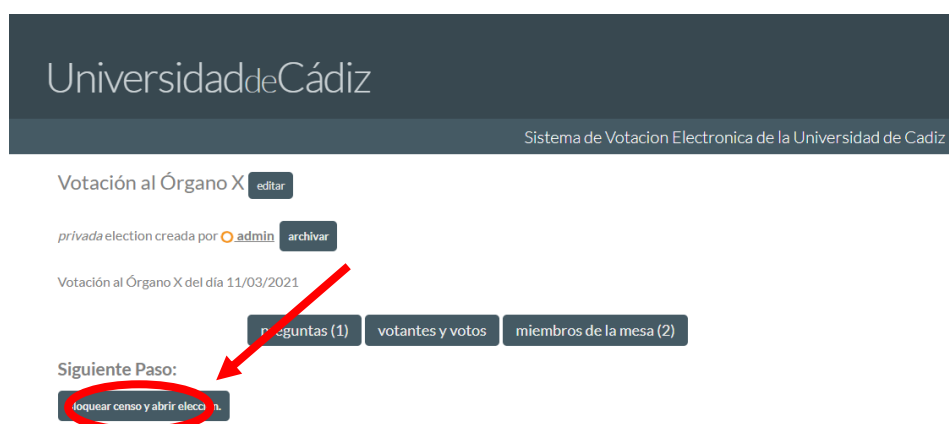 UniversidaddeCádiz
Sistema de Votacion Electronica de la Universidad de Cadiz
Votación al Órgano X editar
privada election creada por admin archivar
Votación al Órgano X del día 11/03/2021
preguntas (1) votantes y votos miembros de la mesa (2)
Siguiente Paso:
bloquear censo y abrir elección.